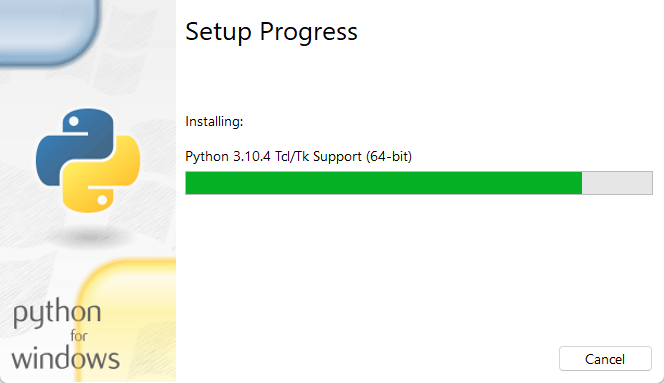 Setup Progress
Installing:
Python 3.10.4 Tcl/Tk Support (64-bit)
python
for
windows
Cancel